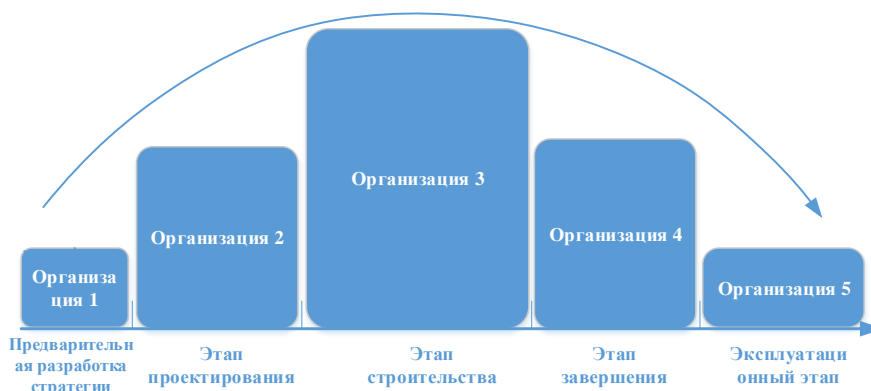 Организация 3
Организация 2
Организация 4
Организа
ция 1
Организация 5
Предварительн
ая разработка
стратегии
Этап
проектирования
Этап
строительства
Этап
завершения
Эксплуатаци
онный этап